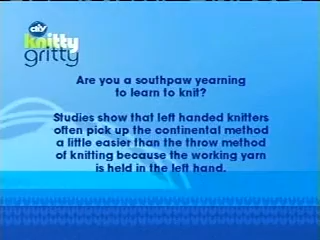 diy
knitty
gritty
Are you a southpaw yearning
to learn to knit?
Studies show that left handed knitters
often pick up the continental method
a little easier than the throw method
of knitting because the working yarn
is held in the left hand.